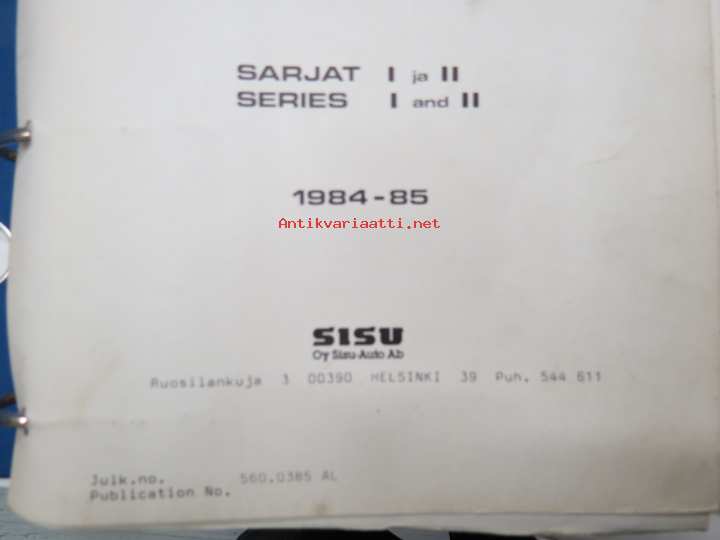 SARJAT I ja II
SERIES I and II
1984-85
Antikvariaatti.net
SISU
Oy Sisu-Auto Ab
Ruosilankuja 3 00390 HELSINKI 39 Puh. 544 611
Julk.no. 560.0385 AL
Publication No.